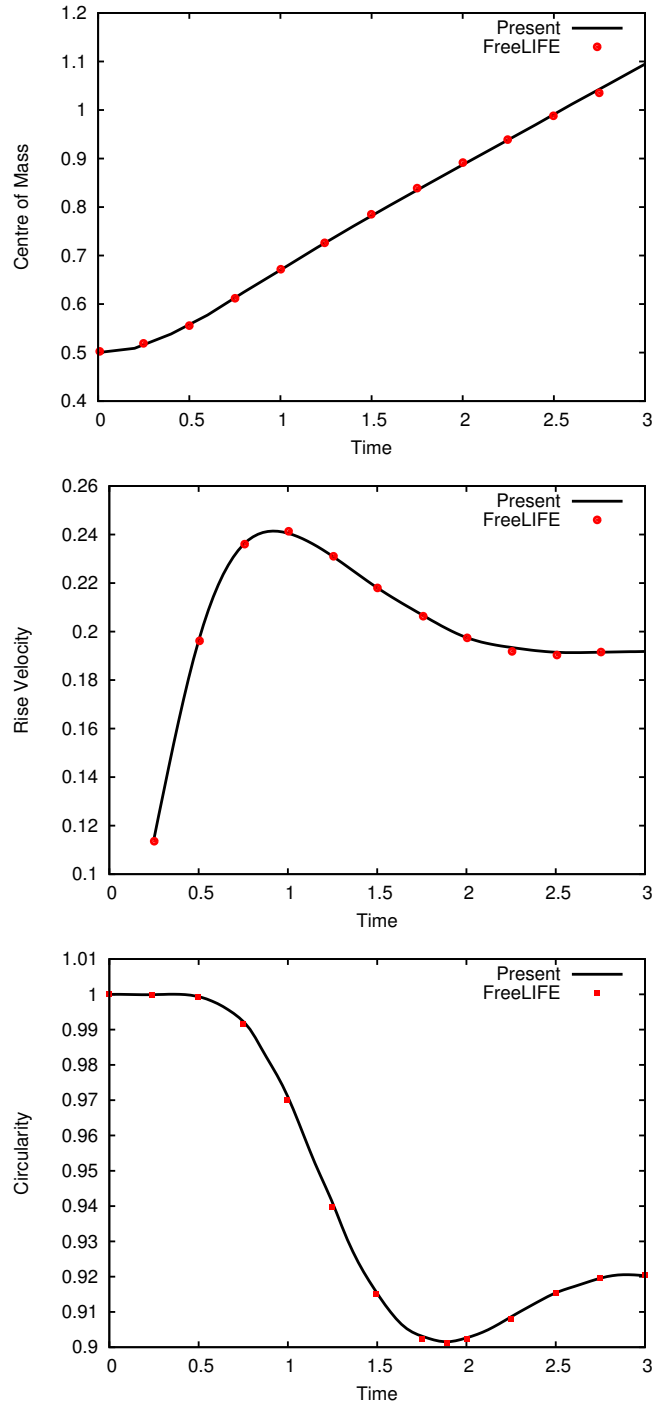 1.2
Present
FreeLIFE
1.1
1
0.9
Centre of Mass
0.8
0.7
0.6
0.5
0.4
0 0.5 1 1.5 2 2.5 3
Time
0.26
Present
FreeLIFE
0.24
0.22
0.2
Rise Velocity
0.18
0.16
0.14
0.12
0.1
0 0.5 1 1.5 2 2.5 3
Time
1.01
Present
FreeLIFE
1
0.99
0.98
0.97
0.96
Circularity
0.95
0.94
0.93
0.92
0.91
0.9
0 0.5 1 1.5 2 2.5 3
Time